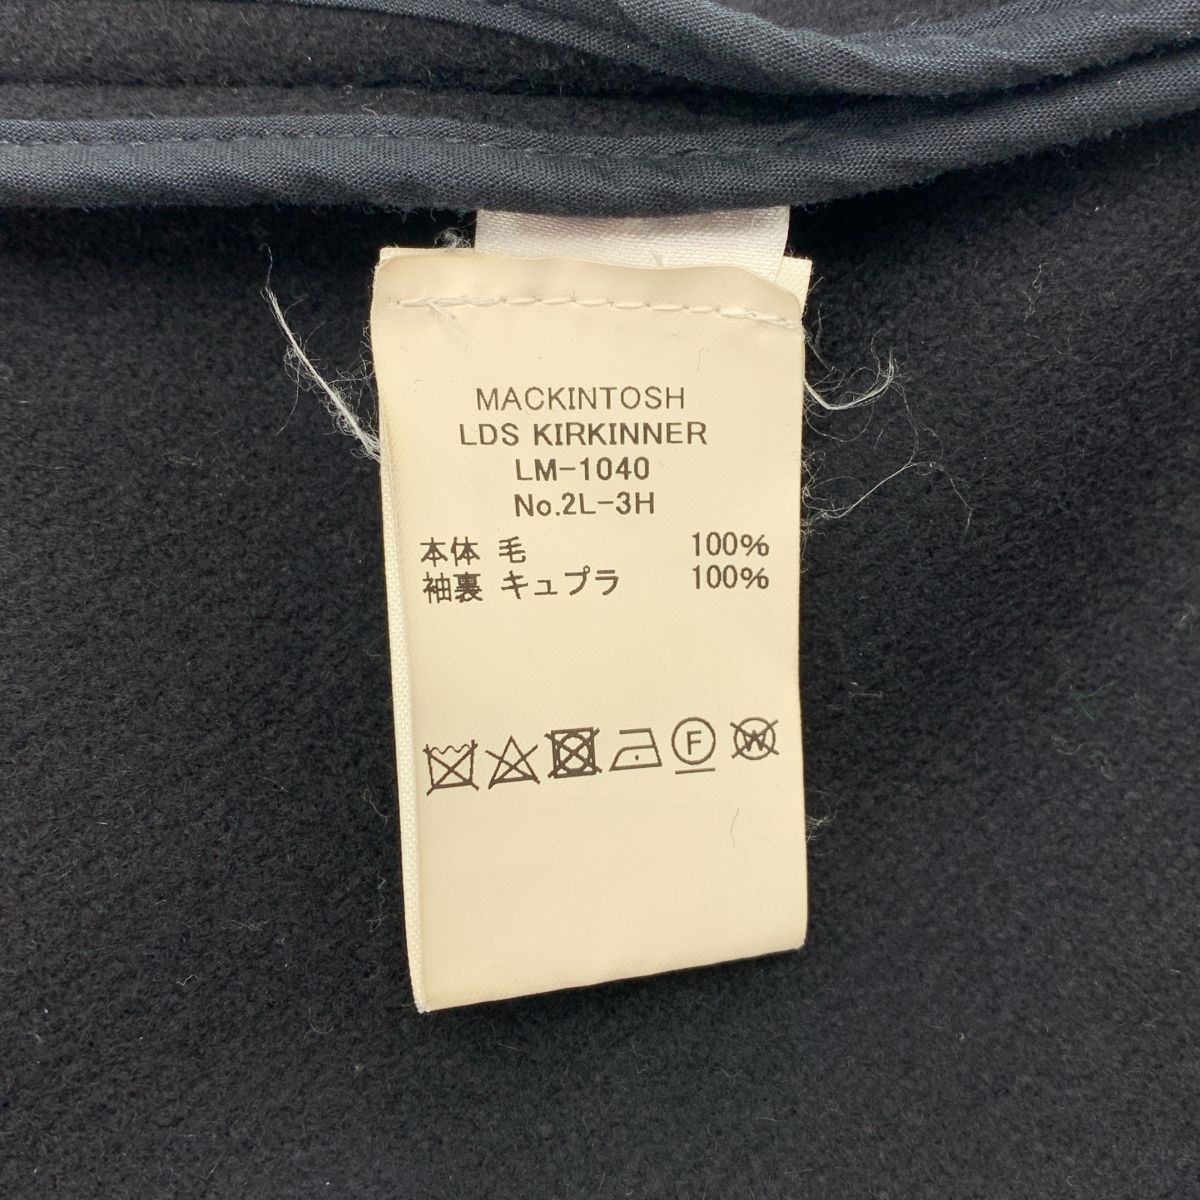 MACKINTOSH
LDS KIRKINNER
LM-1040
No.2L-3H
本体 毛 100%
袖裏 キュプラ 100%
F W